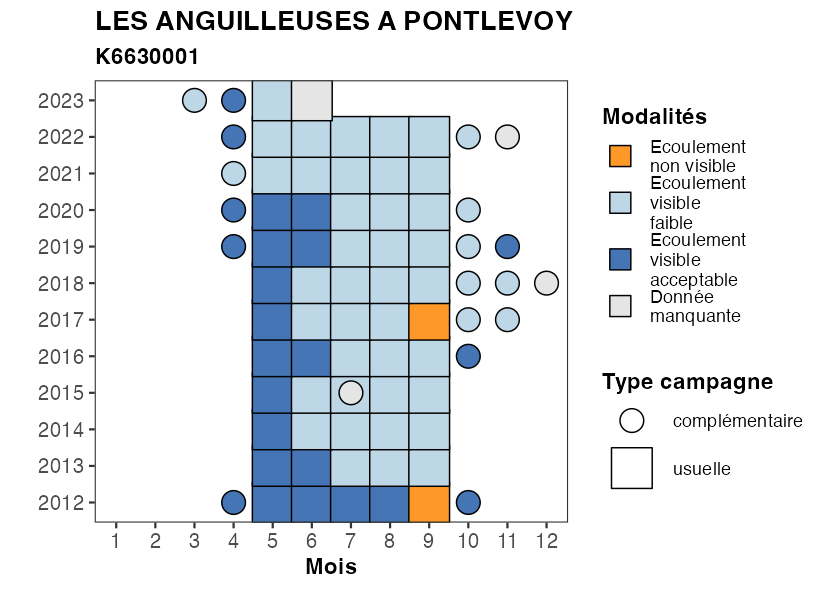 LES ANGUILLEUSES A PONTLEVOY
K6630001
2023
2022
2021
2020
2019
2018
2017
2016
2015
2014
2013
2012
1 2 3 4 5 6 7 8 9 10 11 12
Mois
Modalités
Ecoulement
non visible
Ecoulement
visible
faible
Ecoulement
visible
acceptable
Donnée
manquante
Type campagne
complémentaire
usuelle